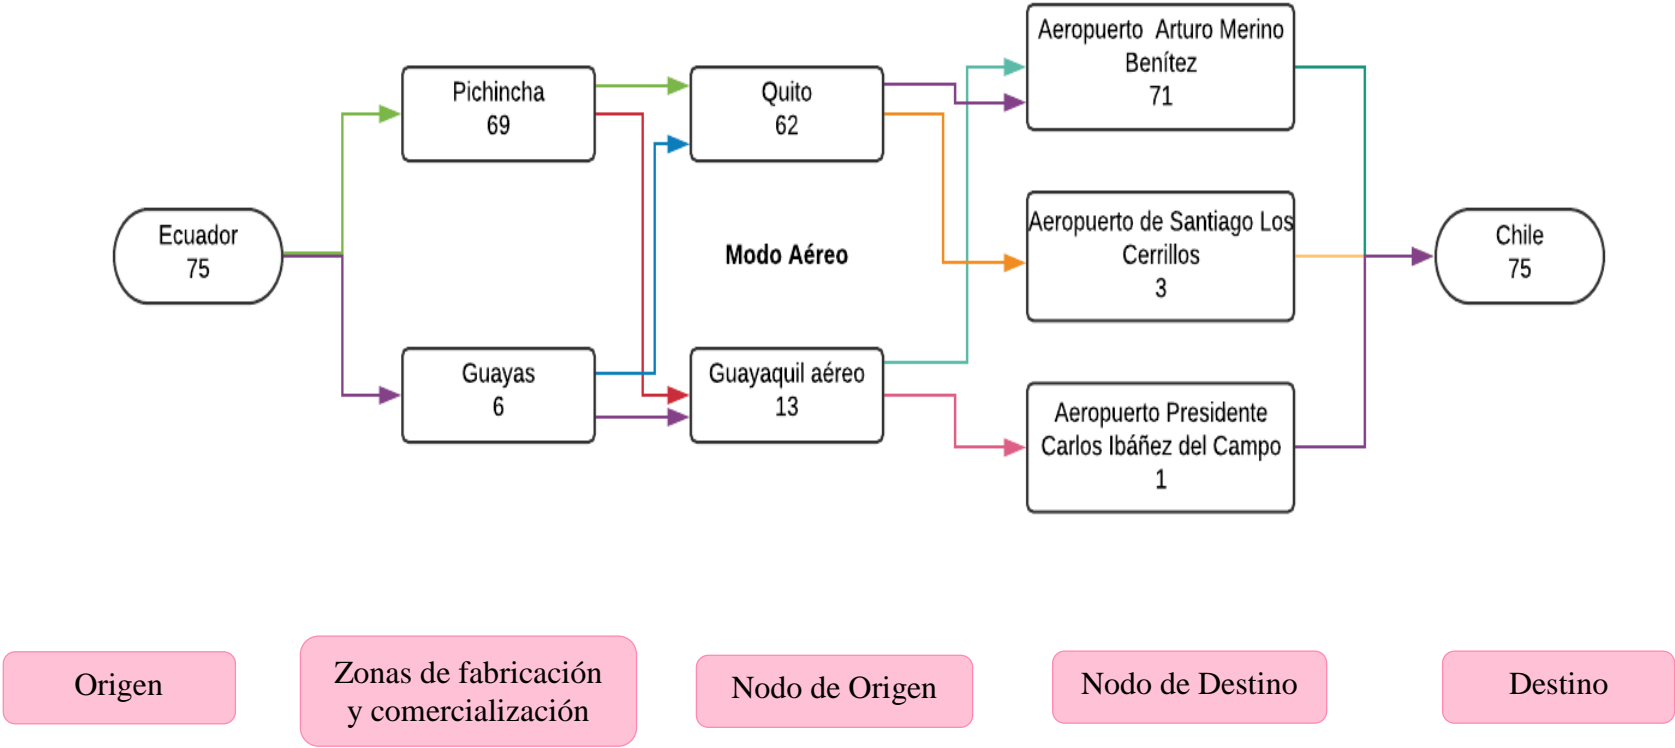 Ecuador
75
Pichincha
69
Guayas
6
Quito
62
Modo Aéreo
Guayaquil aéreo
13
Aeropuerto Arturo Merino
Benítez
71
Aeropuerto de Santiago Los
Cerrillos
3
Aeropuerto Presidente
Carlos Ibáñez del Campo
1
Chile
75
Origen
Zonas de fabricación
y comercialización
Nodo de Origen
Nodo de Destino
Destino